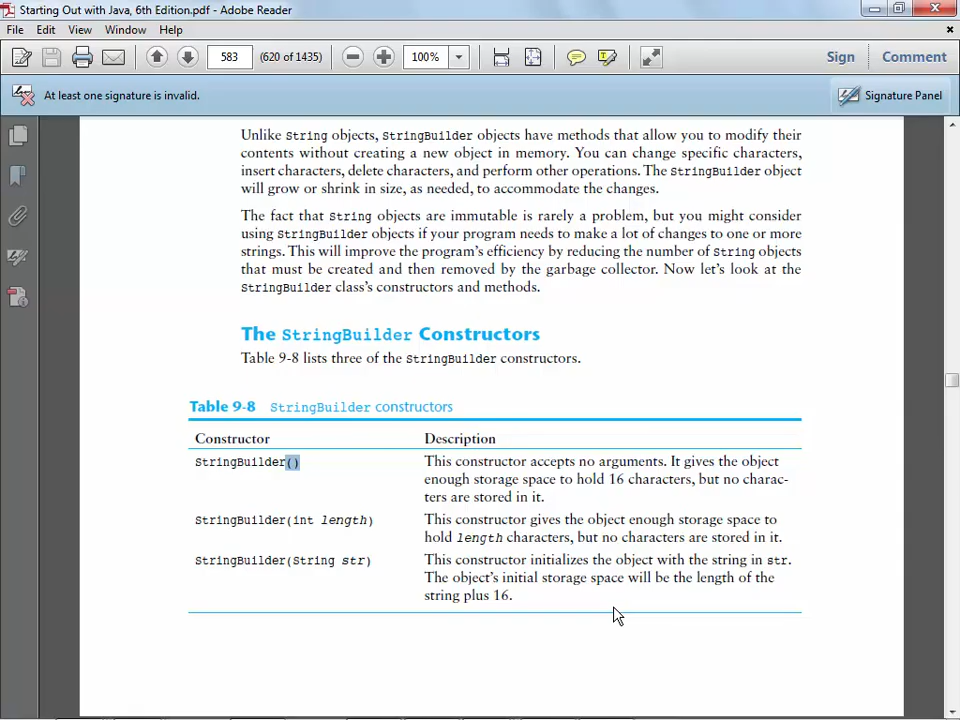 Starting Out with Java, 6th Edition.pdf - Adobe Reader
File Edit View Window Help
583 (620 of 1435) 100% Sign Comment
At least one signature is invalid. Signature Panel
Unlike String objects, StringBuilder objects have methods that allow you to modify their
contents without creating a new object in memory. You can change specific characters,
insert characters, delete characters, and perform other operations. The StringBuilder object
will grow or shrink in size, as needed, to accommodate the changes.
The fact that String objects are immutable is rarely a problem, but you might consider
using StringBuilder objects if your program needs to make a lot of changes to one or more
strings. This will improve the program's efficiency by reducing the number of String objects
that must be created and then removed by the garbage collector. Now let's look at the
StringBuilder class's constructors and methods.
The StringBuilder Constructors
Table 9-8 lists three of the StringBuilder constructors.
Table 9-8 StringBuilder constructors
Constructor Description
StringBuilder() This constructor accepts no arguments. It gives the object
enough storage space to hold 16 characters, but no charac-
ters are stored in it.
StringBuilder(int length) This constructor gives the object enough storage space to
hold length characters, but no characters are stored in it.
StringBuilder(String str) This constructor initializes the object with the string in str.
The object's initial storage space will be the length of the
string plus 16.